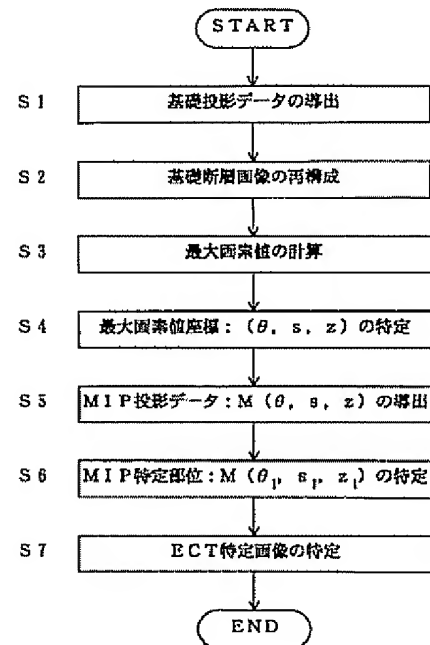 START
S1 基礎投影データの導出
S2 基礎断層画像の再構成
S3 最大画素値の計算
S4 最大画素値座標：(θ, s, z) の特定
S5 MIP投影データ：M (θ, s, z) の導出
S6 MIP特定部位：M (θ₁, s₁, z₁) の特定
S7 ECT特定画像の特定
END